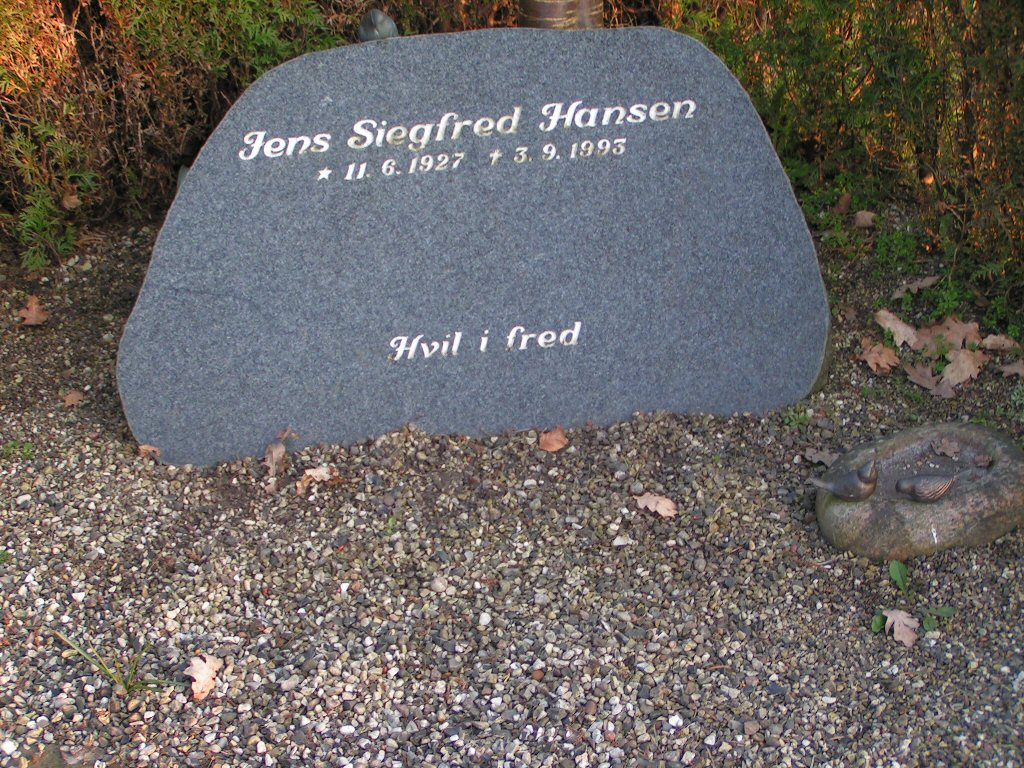 Jens Siegfred Hansen
★ 11. 6. 1927 ✝ 3. 9. 1993
Hvil i fred